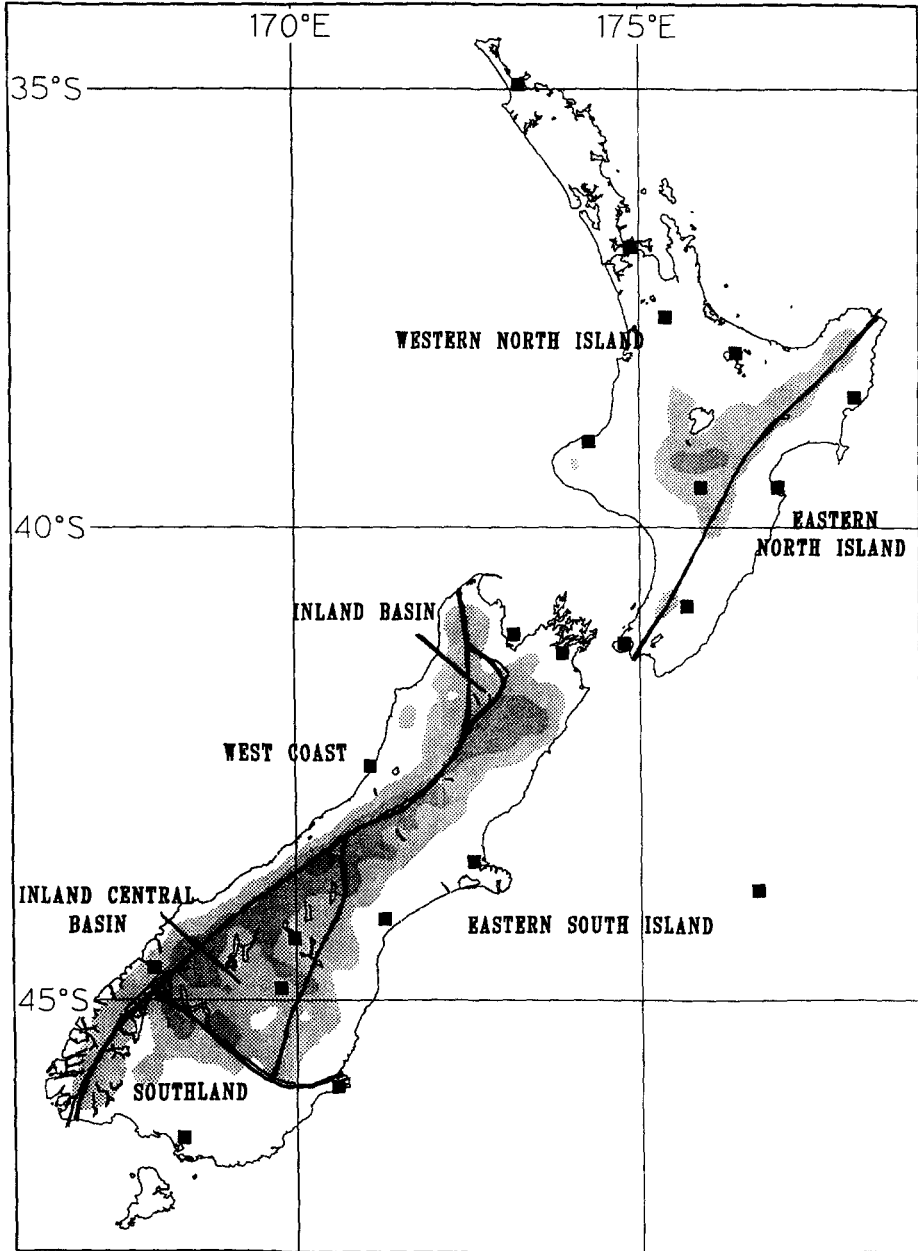 170°E
175°E
35°S
WESTERN NORTH ISLAND
40°S
EASTERN
NORTH ISLAND
INLAND BASIN
WEST COAST
INLAND CENTRAL
BASIN
EASTERN SOUTH ISLAND
45°S
SOUTHLAND